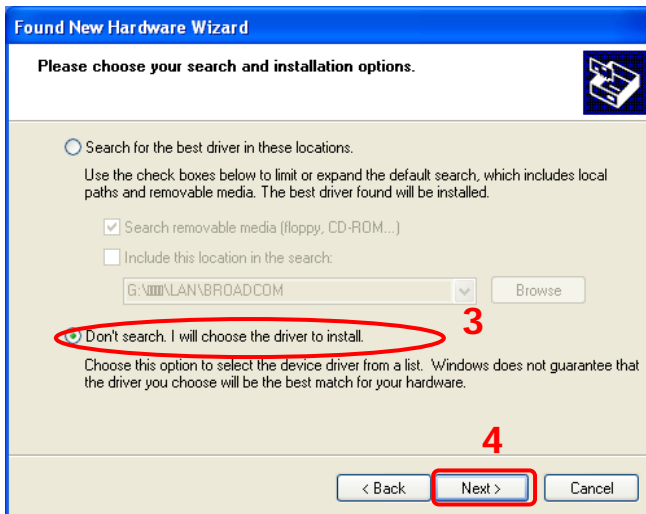 Found New Hardware Wizard
Please choose your search and installation options.
Search for the best driver in these locations.
Use the check boxes below to limit or expand the default search, which includes local
paths and removable media. The best driver found will be installed.
Search removable media (floppy, CD-ROM...)
Include this location in the search:
G:\ \LAN\BROADCOM
Browse
3
Don't search. I will choose the driver to install.
Choose this option to select the device driver from a list. Windows does not guarantee that
the driver you choose will be the best match for your hardware.
4
< Back
Next >
Cancel